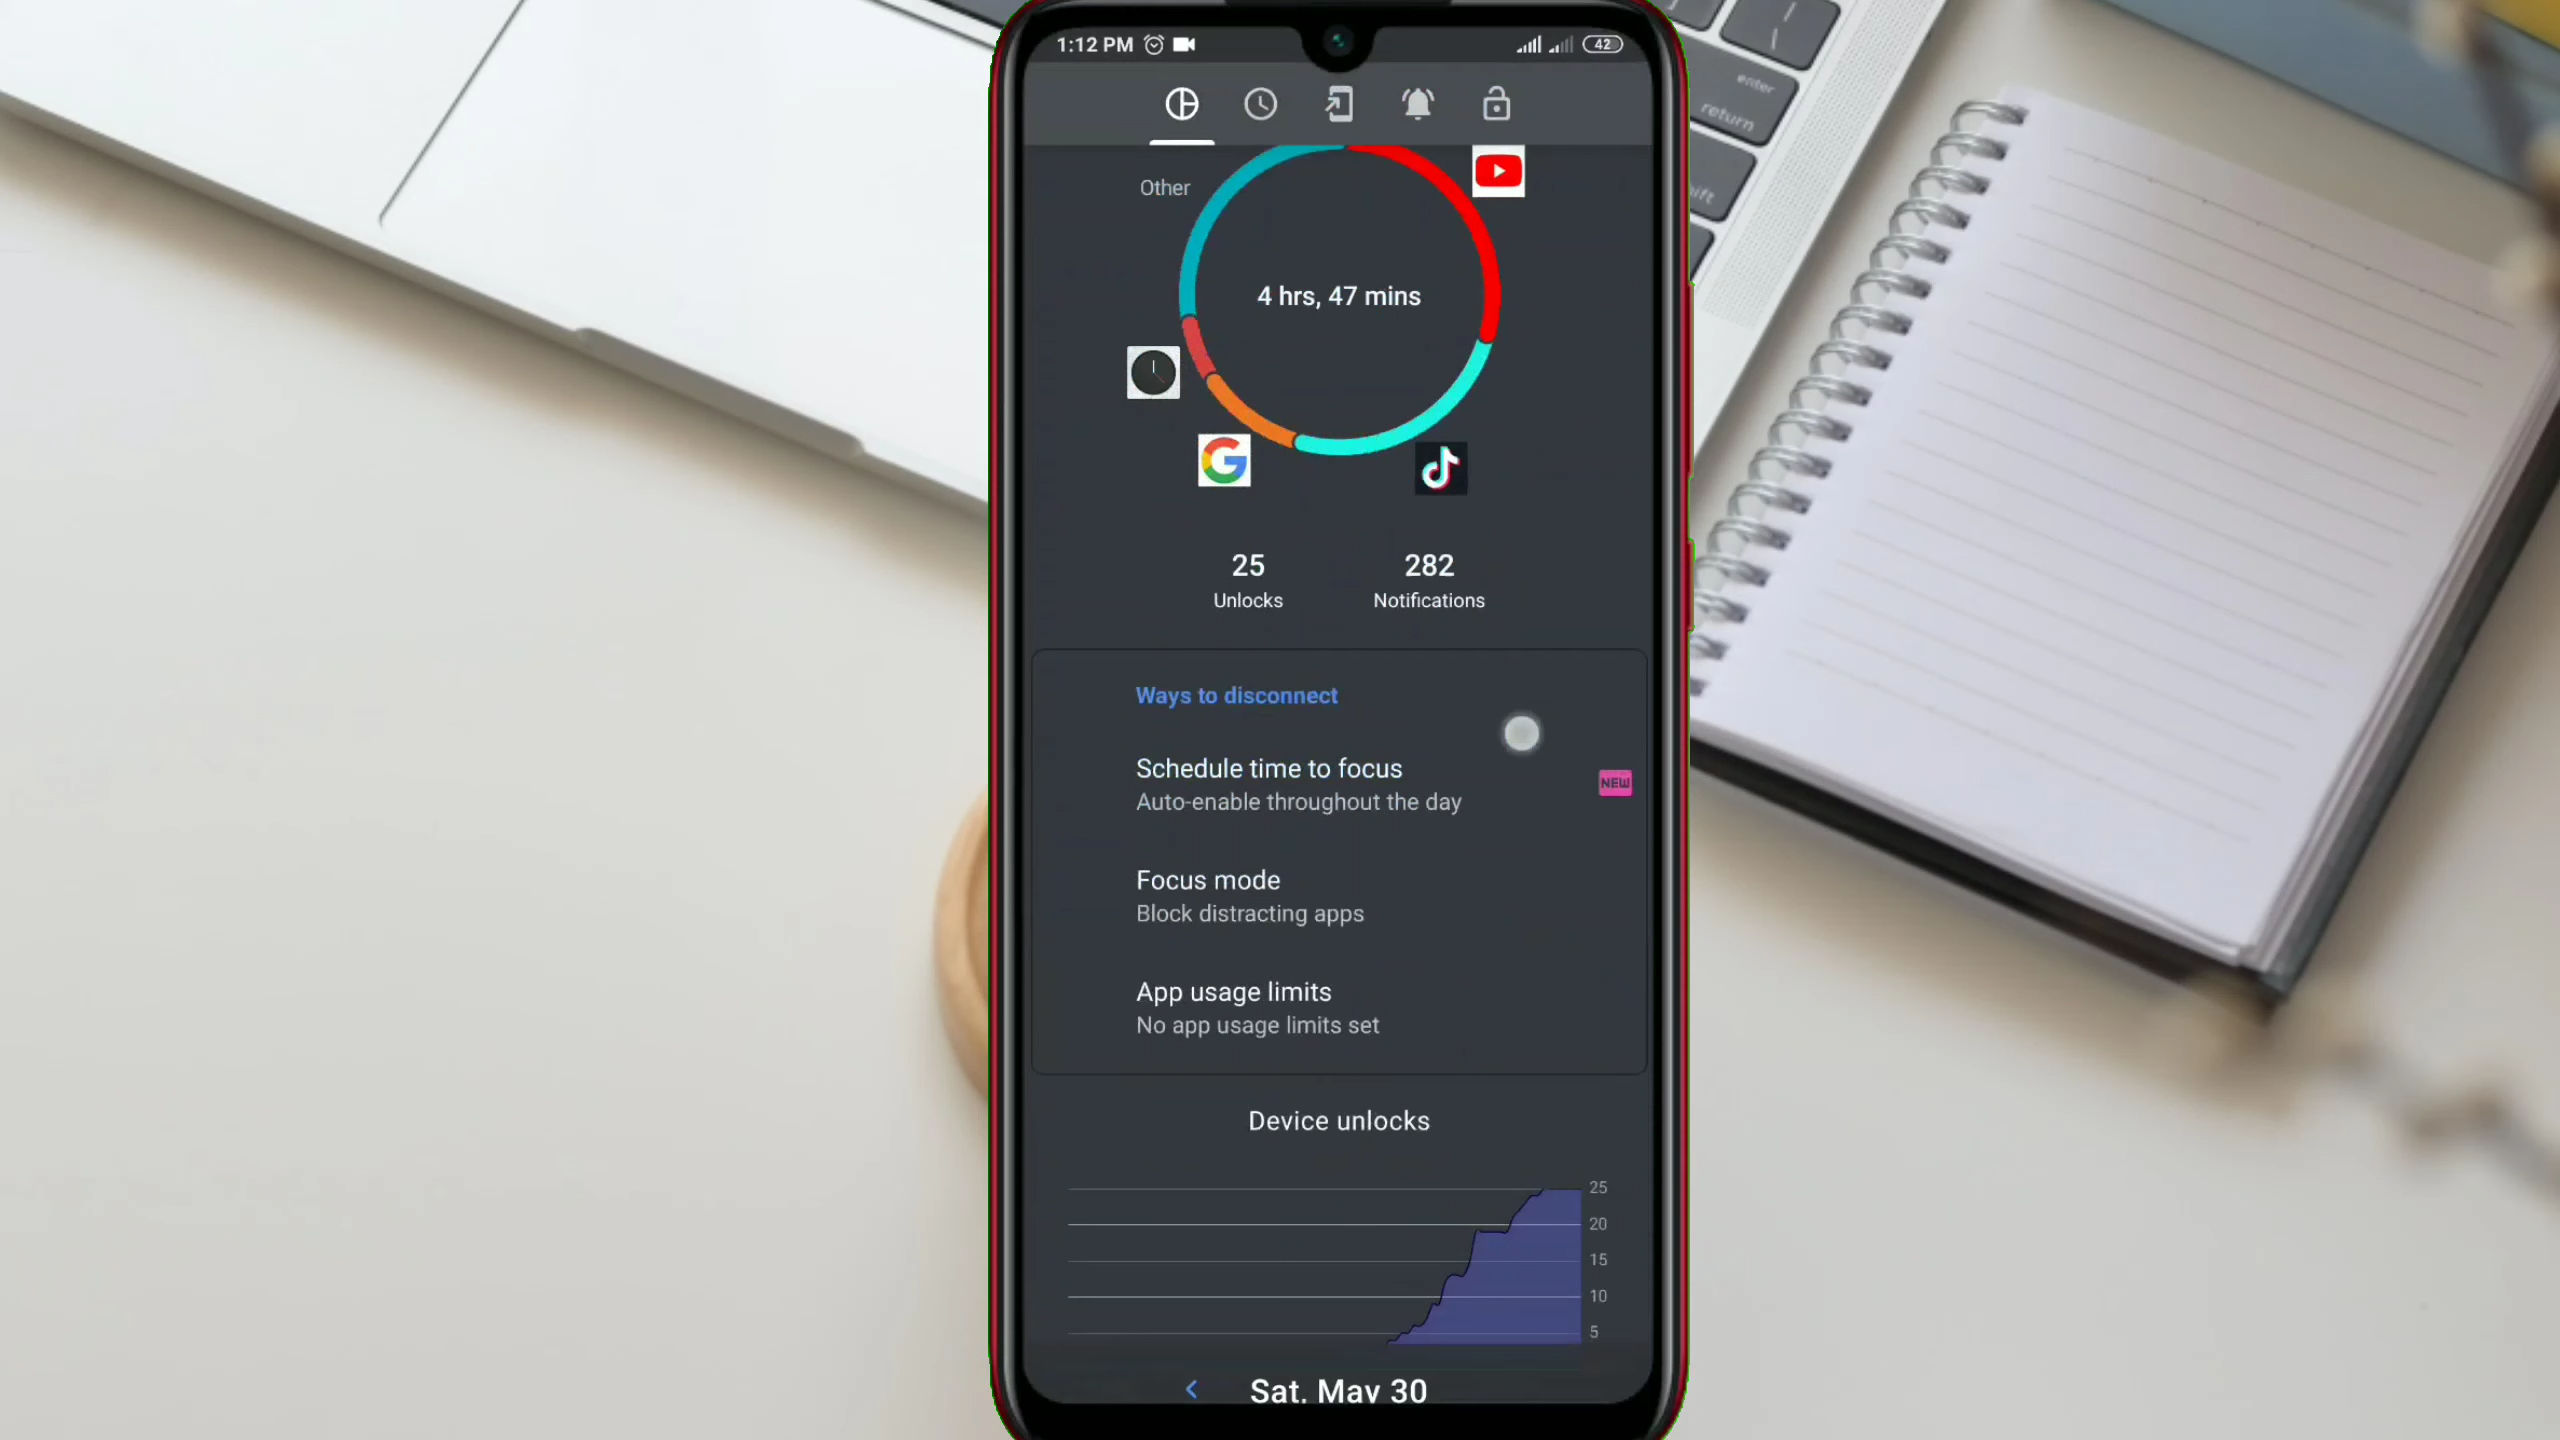 1:12 PM
42
enter
return
Other
4 hrs, 47 mins
25
Unlocks
282
Notifications
Ways to disconnect
Schedule time to focus
Auto-enable throughout the day
NEW
Focus mode
Block distracting apps
App usage limits
No app usage limits set
Device unlocks
25
20
15
10
5
Sat, May 30